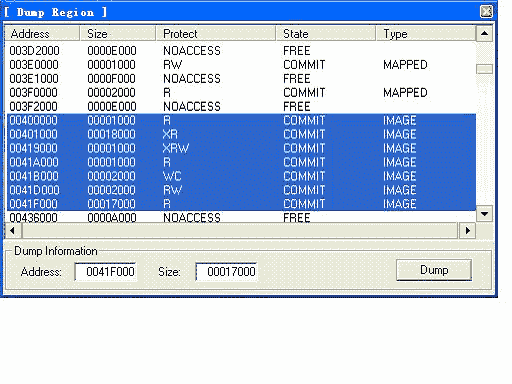 [ Dump Region ]
Address Size Protect State Type
003D2000 0000E000 NOACCESS FREE
003E0000 00001000 RW COMMIT MAPPED
003E1000 0000F000 NOACCESS FREE
003F0000 00002000 R COMMIT MAPPED
003F2000 0000E000 NOACCESS FREE
00400000 00001000 R COMMIT IMAGE
00401000 00018000 XR COMMIT IMAGE
00419000 00001000 XRW COMMIT IMAGE
0041A000 00001000 R COMMIT IMAGE
0041B000 00002000 WC COMMIT IMAGE
0041D000 00002000 RW COMMIT IMAGE
0041F000 00017000 R COMMIT IMAGE
00436000 0000A000 NOACCESS FREE
Dump Information
Address: 0041F000 Size: 00017000 Dump